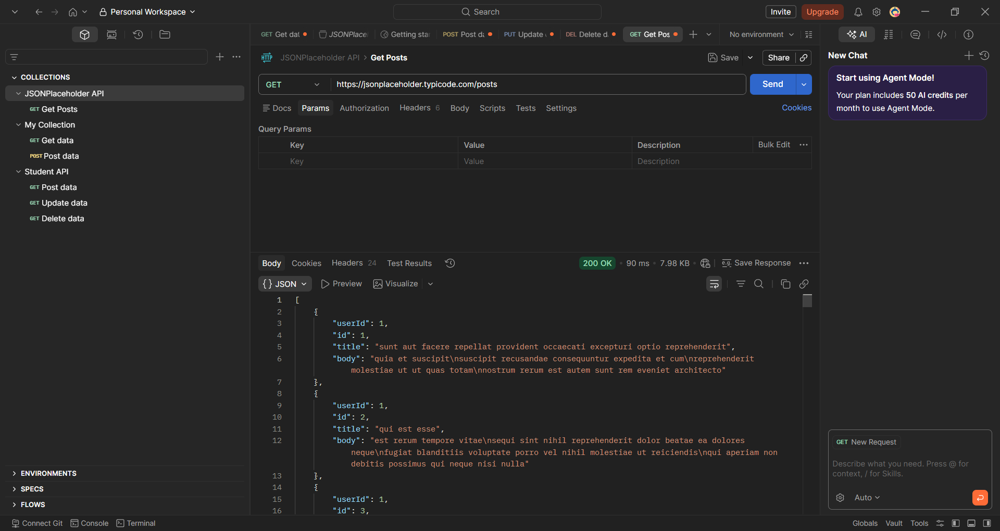 Personal Workspace
Search
Invite
Upgrade
GET Get dat
JSONPlace
Getting sta
POST Post da
PUT Update
DEL Delete d
GET Get Pos
No environment
AI
COLLECTIONS
JSONPlaceholder API
GET Get Posts
My Collection
GET Get data
POST Post data
Student API
GET Post data
GET Update data
GET Delete data
ENVIRONMENTS
SPECS
FLOWS
HTTP JSONPlaceholder API > Get Posts
Save
Share
GET
https://jsonplaceholder.typicode.com/posts
Send
Docs Params Authorization Headers 6 Body Scripts Tests Settings
Cookies
Query Params
Key Value Description Bulk Edit
Key Value Description
Body Cookies Headers 24 Test Results
200 OK • 90 ms • 7.98 KB •
e.g. Save Response
{} JSON
Preview
Visualize
1 [
2 {
3 "userId": 1,
4 "id": 1,
5 "title": "sunt aut facere repellat provident occaecati excepturi optio reprehenderit",
6 "body": "quia et suscipit\nsuscipit recusandae consequuntur expedita et cum\nreprehenderit
molestiae ut ut quas totam\nnostrum rerum est autem sunt rem eveniet architecto"
7 },
8 {
9 "userId": 1,
10 "id": 2,
11 "title": "qui est esse",
12 "body": "est rerum tempore vitae\nsequi sint nihil reprehenderit dolor beatae ea dolores
neque\nfugiat blanditiis voluptate porro vel nihil molestiae ut reiciendis\nqui aperiam non
debitis possimus qui neque nisi nulla"
13 },
14 {
15 "userId": 1,
16 "id": 3,
New Chat
Start using Agent Mode!
Your plan includes 50 AI credits per
month to use Agent Mode.
GET New Request
Describe what you need. Press @ for
context, / for Skills.
Auto
Connect Git
Console
Terminal
Globals
Vault
Tools